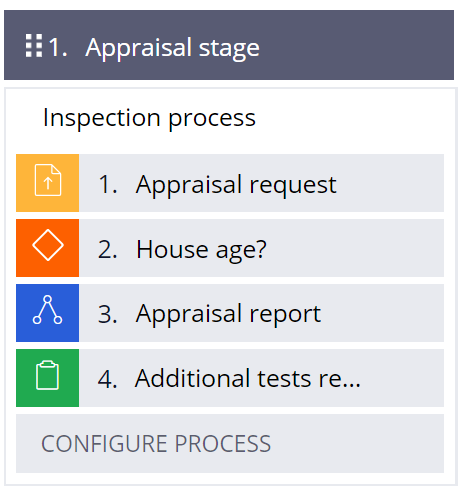 1. Appraisal stage
Inspection process
1. Appraisal request
2. House age?
3. Appraisal report
4. Additional tests re...
CONFIGURE PROCESS